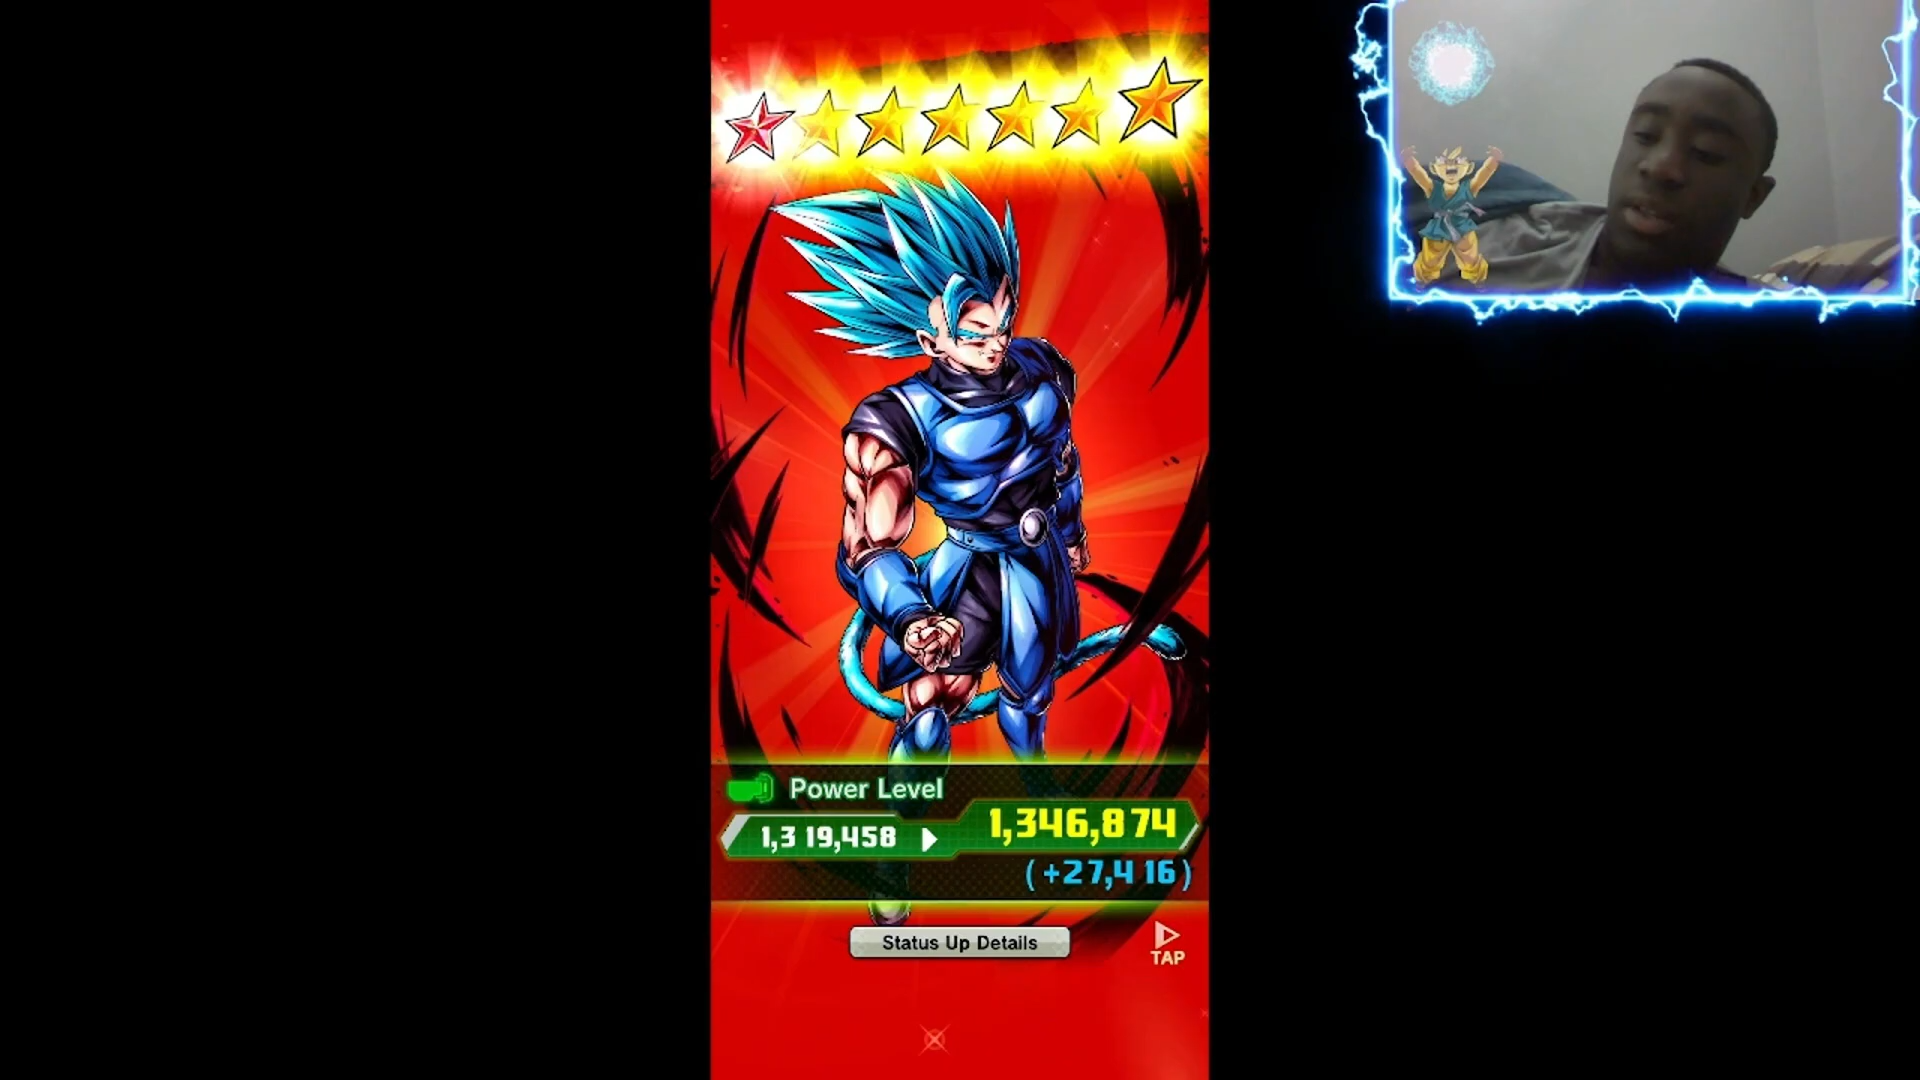 Power Level
1,319,458
1,346,874
(+27,416)
Status Up Details
TAP